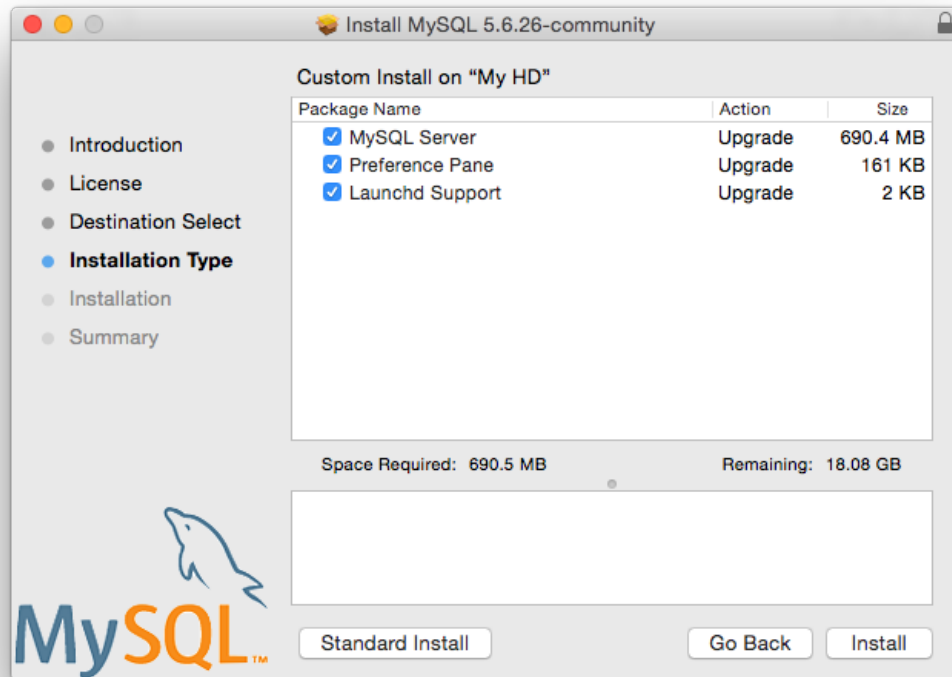 Install MySQL 5.6.26-community
Custom Install on “My HD”
Introduction
License
Destination Select
Installation Type
Installation
Summary
Package Name Action Size
MySQL Server Upgrade 690.4 MB
Preference Pane Upgrade 161 KB
Launchd Support Upgrade 2 KB
Space Required: 690.5 MB Remaining: 18.08 GB
MySQL™
Standard Install Go Back Install